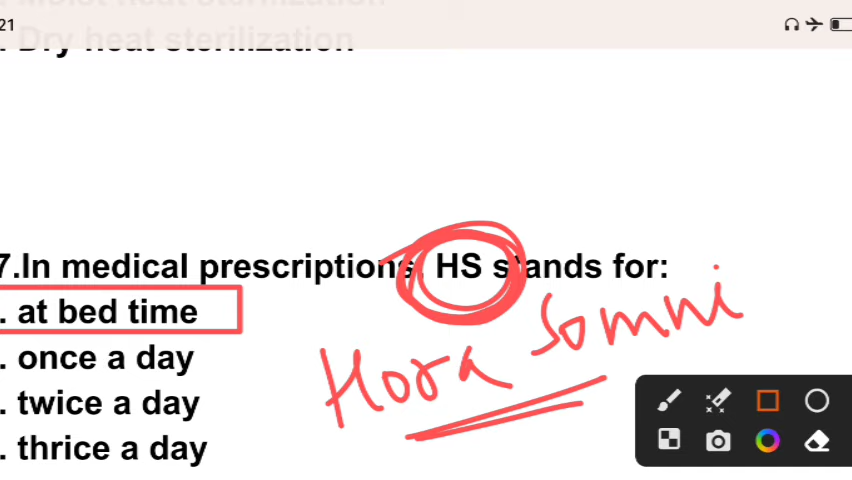 21
. Dry heat sterilization
7.In medical prescriptions, HS stands for:
. at bed time
Hora Somni
. once a day
. twice a day
. thrice a day